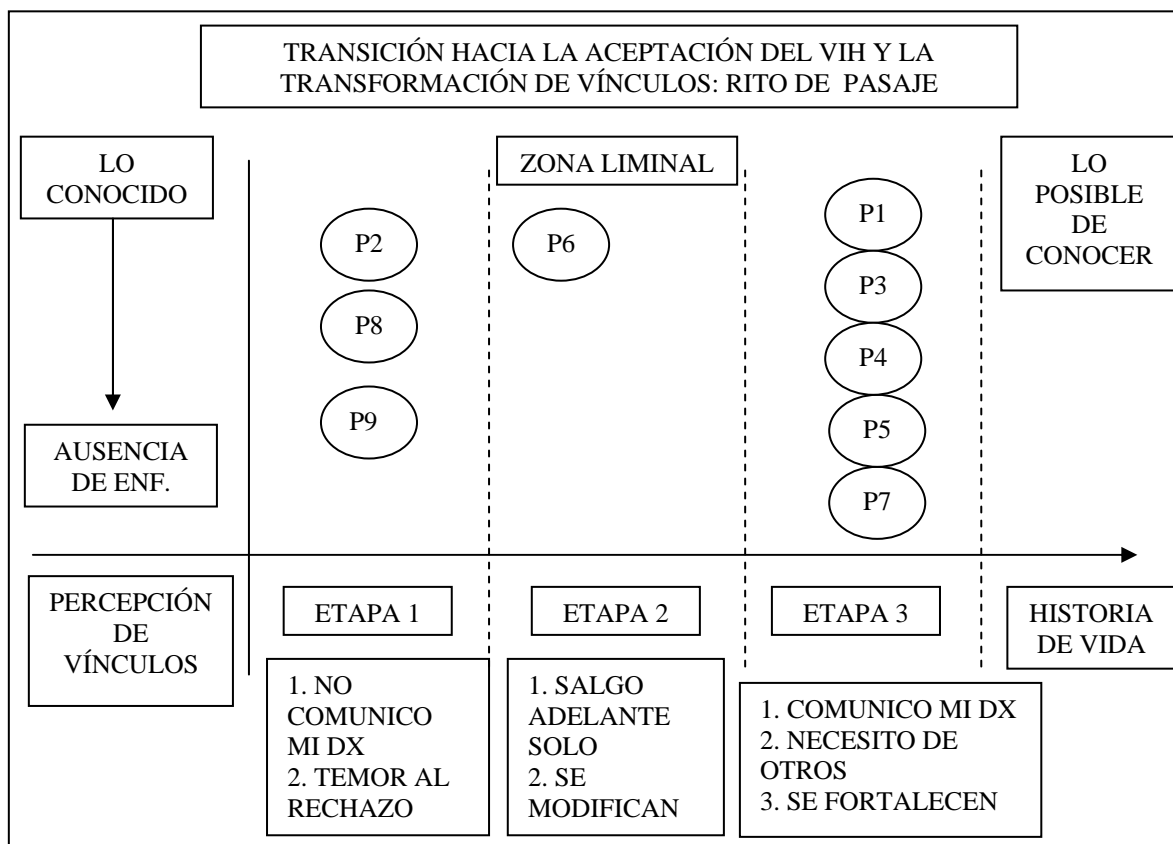 TRANSICIÓN HACIA LA ACEPTACIÓN DEL VIH Y LA
TRANSFORMACIÓN DE VÍNCULOS: RITO DE PASAJE
LO
CONOCIDO
AUSENCIA
DE ENF.
ZONA LIMINAL
P2
P8
P9
P6
P1
P3
P4
P5
P7
LO
POSIBLE
DE
CONOCER
PERCEPCIÓN
DE
VÍNCULOS
ETAPA 1
1. NO
COMUNICO
MI DX
2. TEMOR AL
RECHAZO
ETAPA 2
1. SALGO
ADELANTE
SOLO
2. SE
MODIFICAN
ETAPA 3
1. COMUNICO MI DX
2. NECESITO DE
OTROS
3. SE FORTALECEN
HISTORIA
DE VIDA